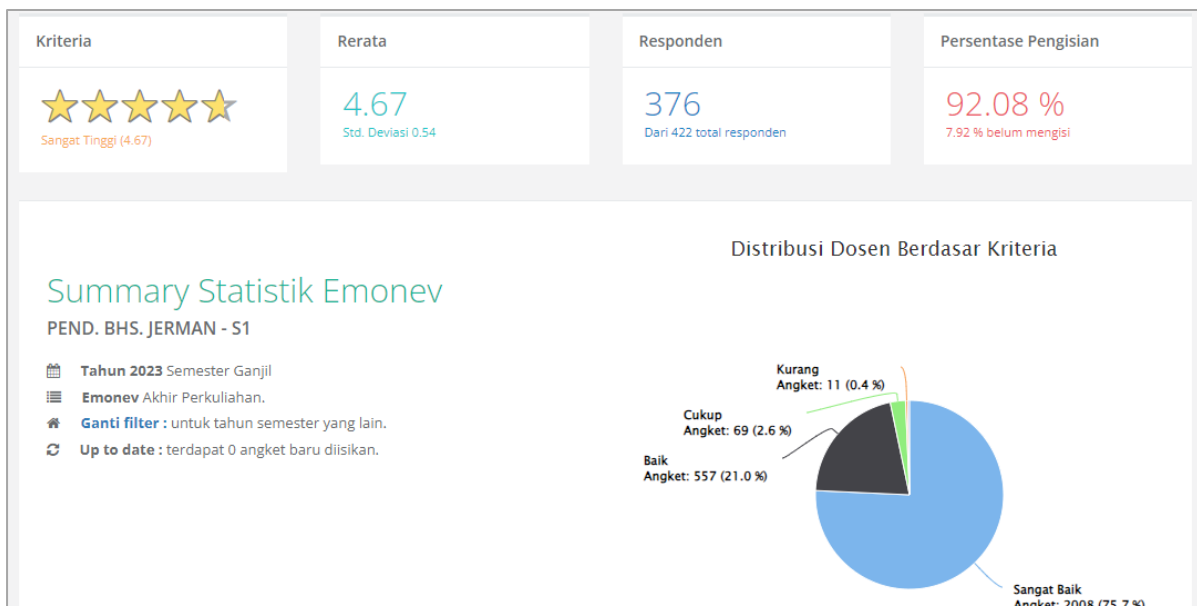 Kriteria
Sangat Tinggi (4.67)
Rerata
4.67
Std. Deviasi 0.54
Responden
376
Dari 422 total responden
Persentase Pengisian
92.08 %
7.92 % belum mengisi
Summary Statistik Emonev
PEND. BHS. JERMAN - S1
Tahun 2023 Semester Ganjil
Emonev Akhir Perkuliahan.
Ganti filter : untuk tahun semester yang lain.
Up to date : terdapat 0 angket baru diisikan.
Distribusi Dosen Berdasar Kriteria
Kurang
Angket: 11 (0.4 %)
Cukup
Angket: 69 (2.6 %)
Baik
Angket: 557 (21.0 %)
Sangat Baik
Angket: 2008 (75.7 %)